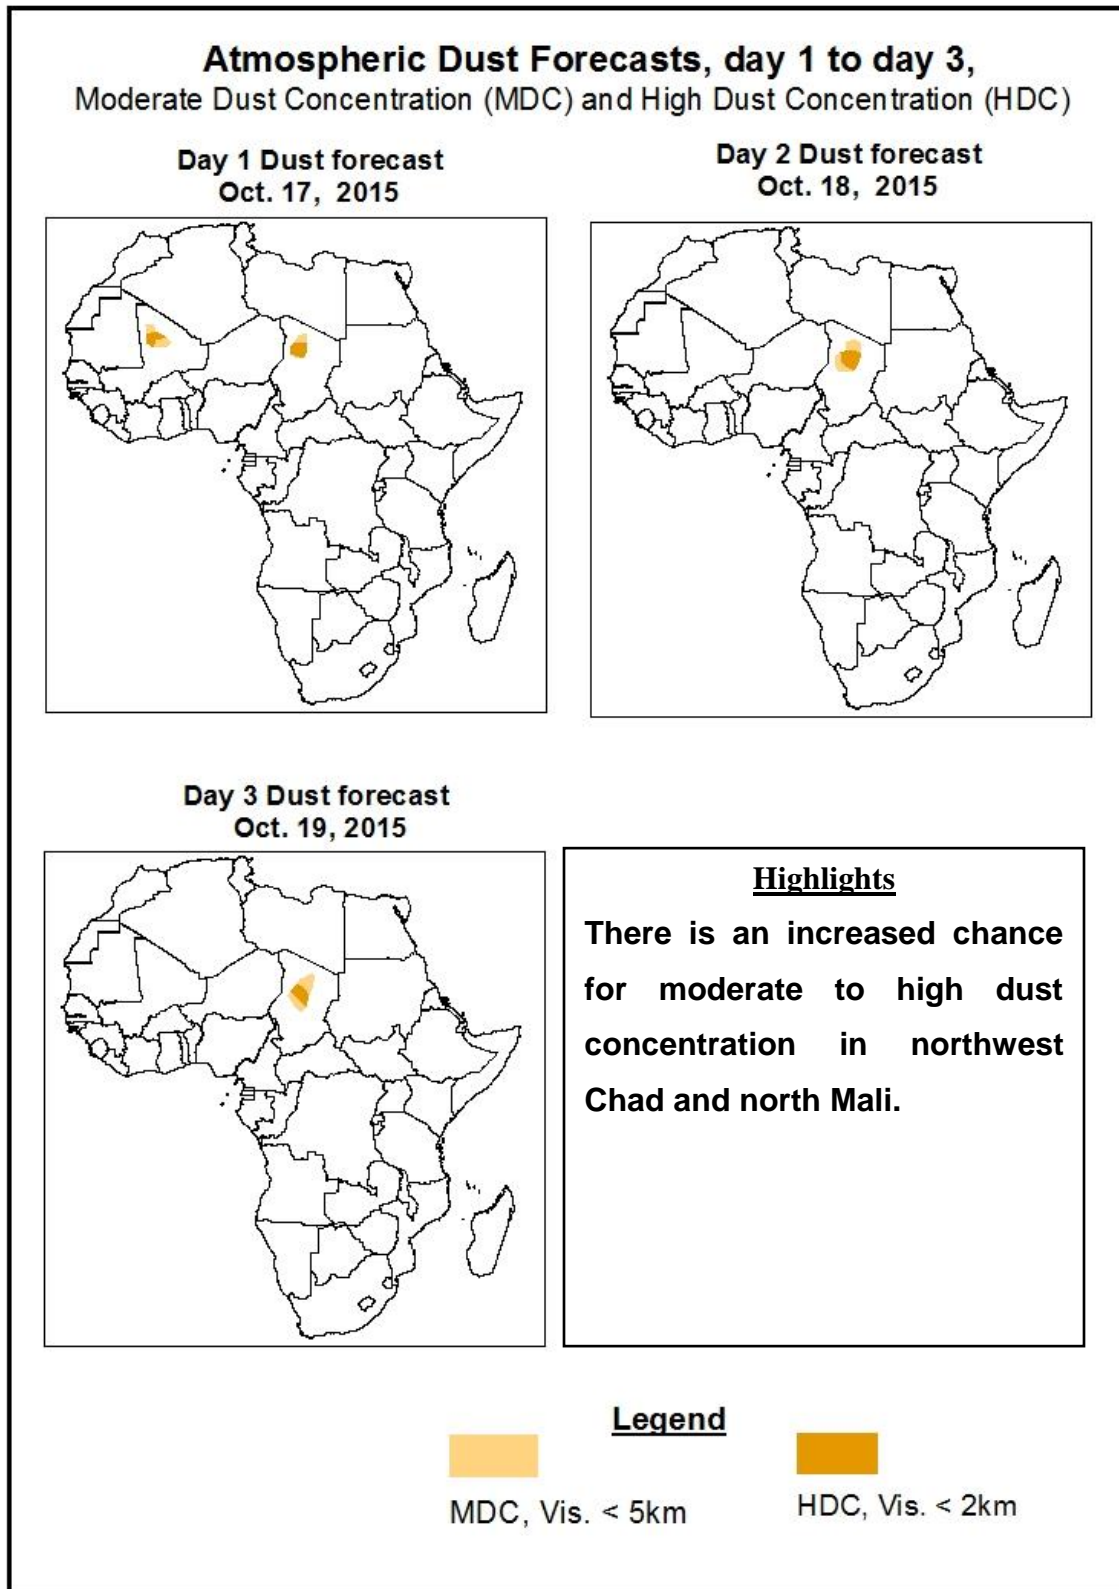 Atmospheric Dust Forecasts, day 1 to day 3,
Moderate Dust Concentration (MDC) and High Dust Concentration (HDC)
Day 1 Dust forecast
Oct. 17, 2015
Day 2 Dust forecast
Oct. 18, 2015
Day 3 Dust forecast
Oct. 19, 2015
Highlights
There is an increased chance
for moderate to high dust
concentration in northwest
Chad and north Mali.
Legend
MDC, Vis. < 5km
HDC, Vis. < 2km